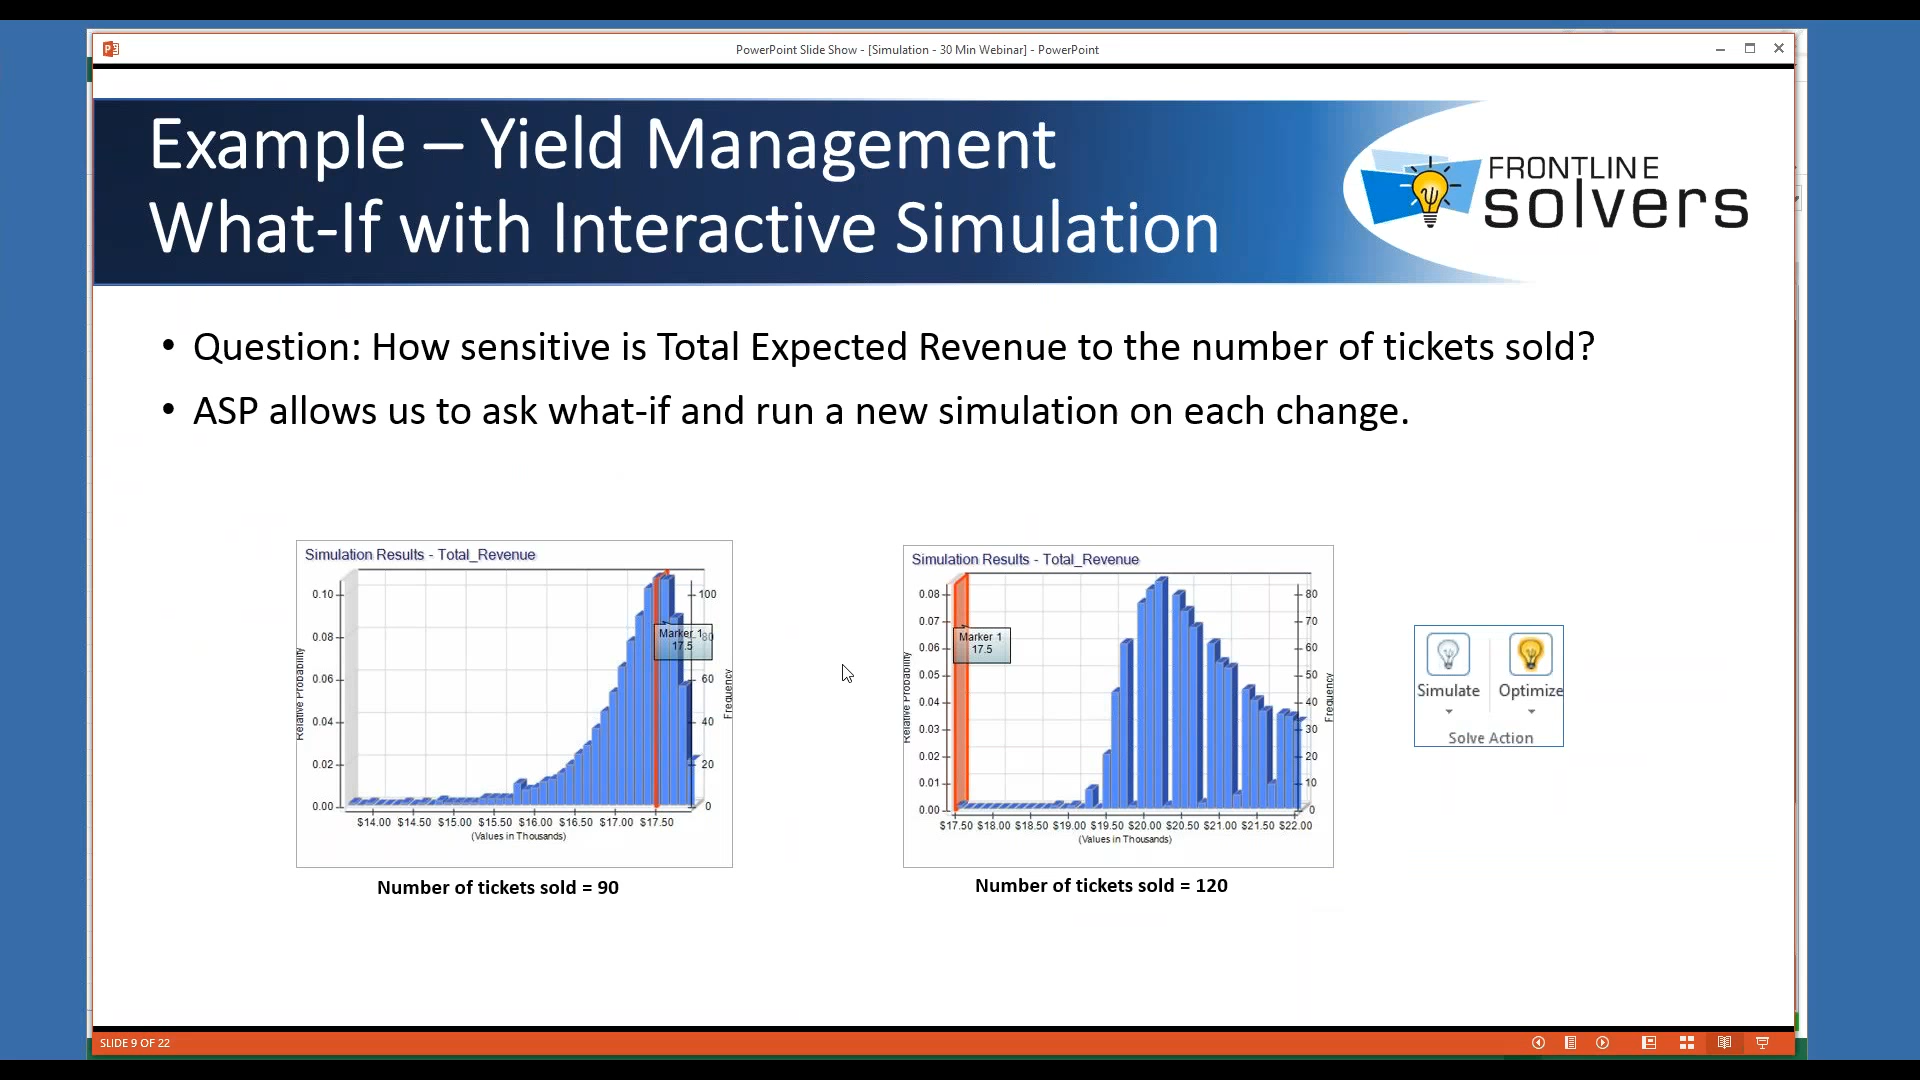 PowerPoint Slide Show - [Simulation - 30 Min Webinar] - PowerPoint
Example – Yield Management
What-If with Interactive Simulation
FRONTLINE
solvers
• Question: How sensitive is Total Expected Revenue to the number of tickets sold?
• ASP allows us to ask what-if and run a new simulation on each change.
Simulation Results - Total_Revenue
0.10
0.08
0.06
0.04
0.02
0.00
Relative Probability
100
80
60
40
20
0
Frequency
Marker 1
17.5
$14.00 $14.50 $15.00 $15.50 $16.00 $16.50 $17.00 $17.50
(Values in Thousands)
Number of tickets sold = 90
Simulation Results - Total_Revenue
0.08
0.07
0.06
0.05
0.04
0.03
0.02
0.01
0.00
Relative Probability
80
70
60
50
40
30
20
10
0
Frequency
Marker 1
17.5
$17.50 $18.00 $18.50 $19.00 $19.50 $20.00 $20.50 $21.00 $21.50 $22.00
(Values in Thousands)
Number of tickets sold = 120
Simulate Optimize
Solve Action
SLIDE 9 OF 22